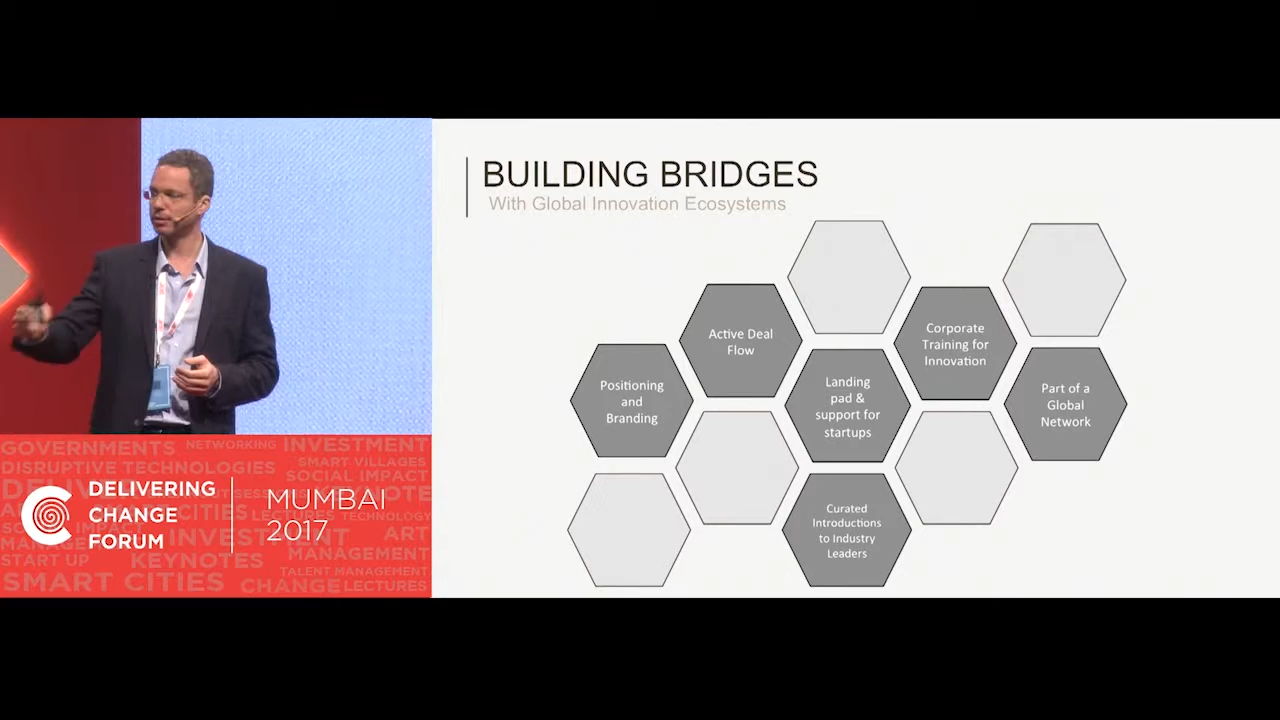 BUILDING BRIDGES
With Global Innovation Ecosystems
Positioning
and
Branding
Active Deal
Flow
Landing
pad &
support for
startups
Curated
Introductions
to Industry
Leaders
Corporate
Training for
Innovation
Part of a
Global
Network
DELIVERING
CHANGE
FORUM
MUMBAI
2017
GOVERNMENTS
NETWORKING
INVESTMENT
DISRUPTIVE TECHNOLOGIES
SMART VILLAGES
SOCIAL IMPACT
CITIES
LECTURES
TECHNOLOGY
INVESTMENT
ART
MANAGEMENT
START UP
KEYNOTES
TALENT MANAGEMENT
SMART CITIES
CHANGE
LECTURES